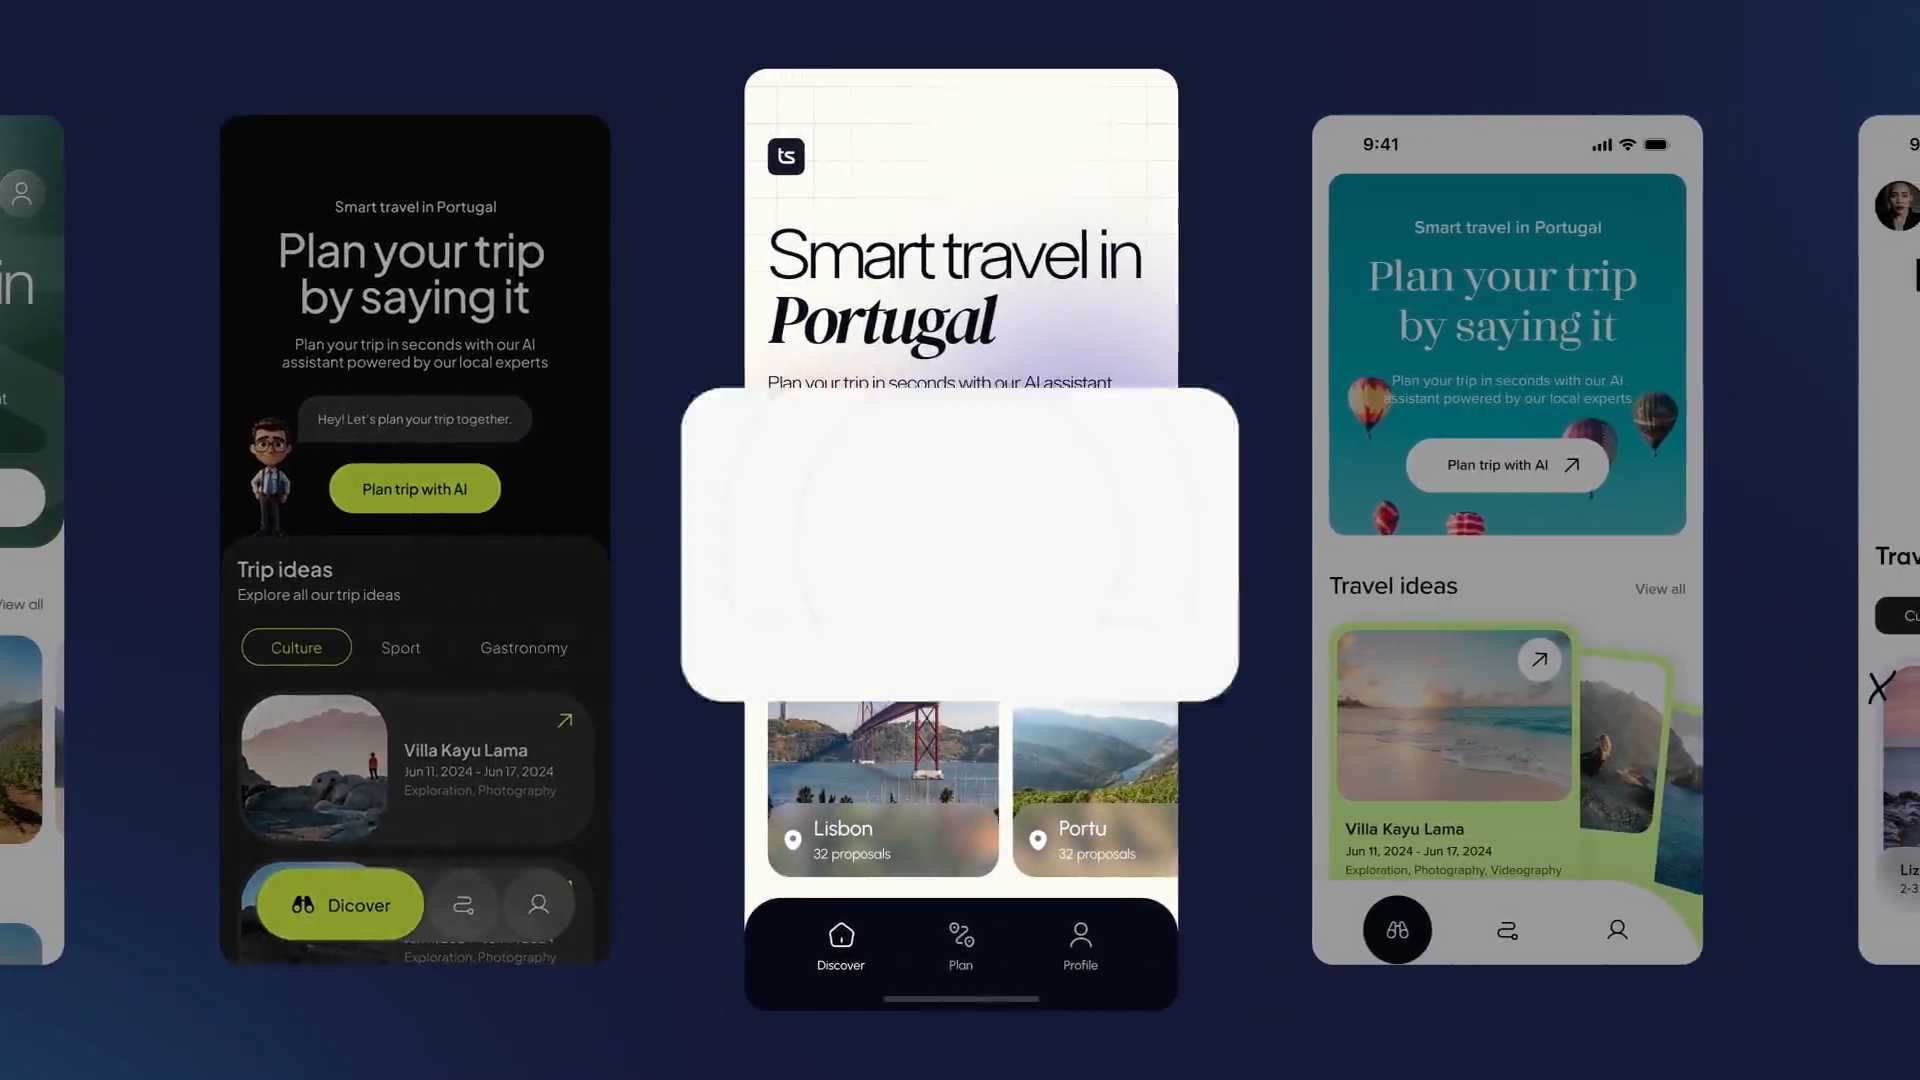 in
nt
View all
Smart travel in Portugal
Plan your trip
by saying it
Plan your trip in seconds with our AI
assistant powered by our local experts
Hey! Let's plan your trip together.
Plan trip with AI
Trip ideas
Explore all our trip ideas
Culture
Sport
Gastronomy
Villa Kayu Lama
Jun 11, 2024 - Jun 17, 2024
Exploration, Photography
Dicover
Exploration, Photography
ts
Smart travel in
Portugal
Plan your trip in seconds with our AI assistant
Lisbon
32 proposals
Portu
32 proposals
Discover
Plan
Profile
9:41
Smart travel in Portugal
Plan your trip
by saying it
Plan your trip in seconds with our AI
assistant powered by our local experts
Plan trip with AI
Travel ideas
View all
Villa Kayu Lama
Jun 11, 2024 - Jun 17, 2024
Exploration, Photography, Videography
9
Trav
Cu
Liz
2-3